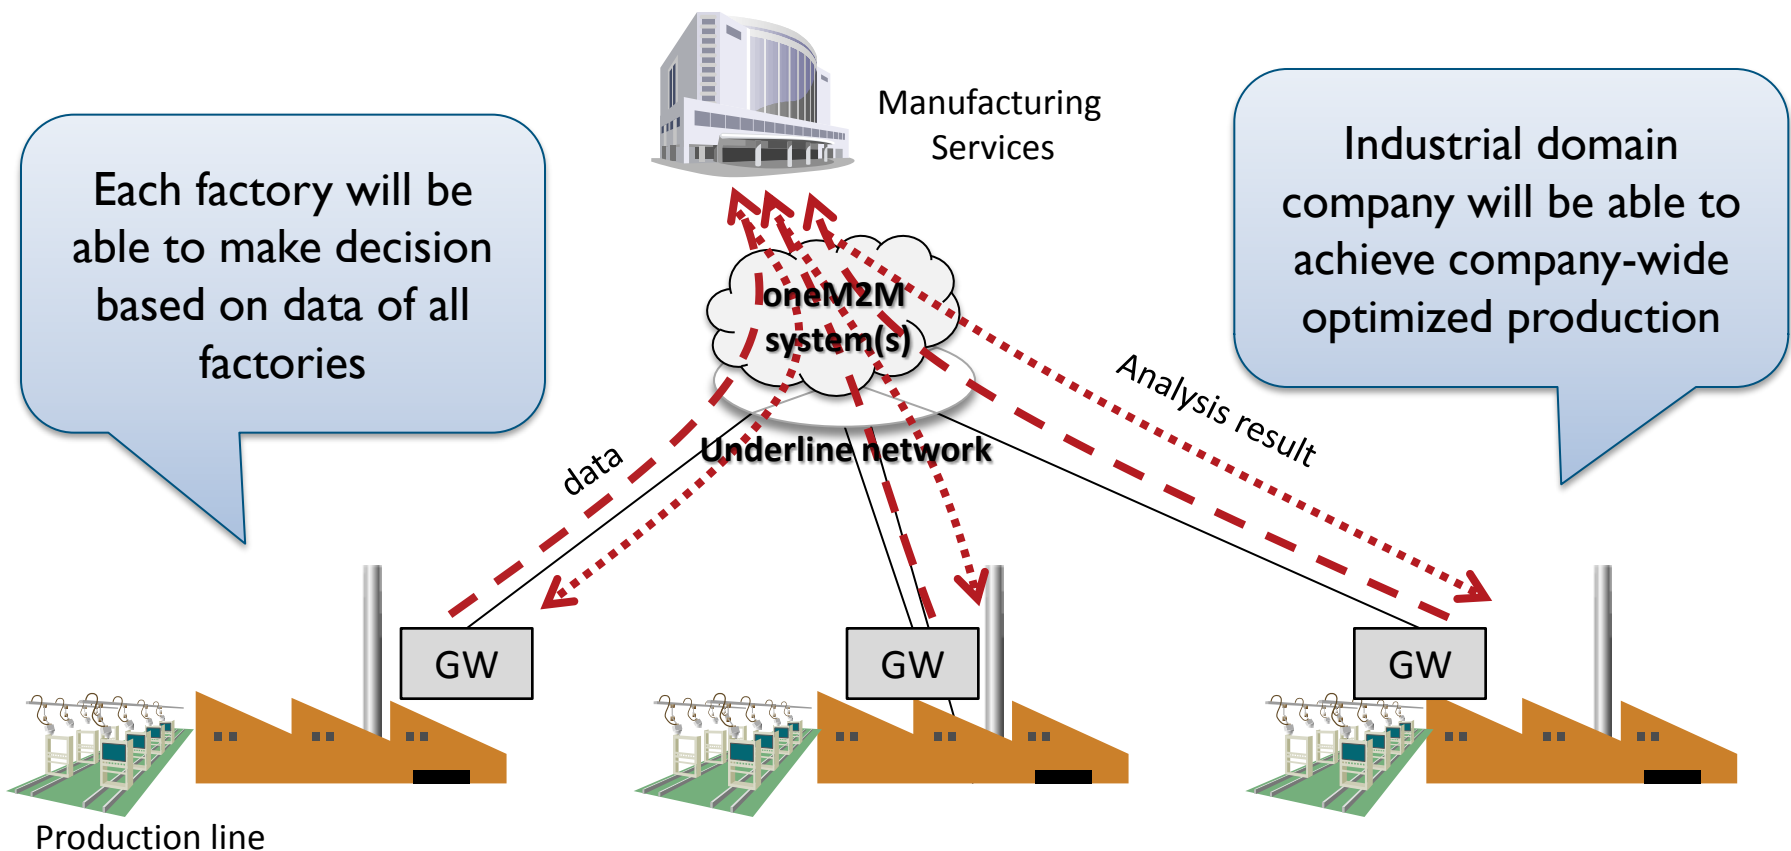 Manufacturing
Services
Each factory will be
able to make decision
based on data of all
factories
Industrial domain
company will be able to
achieve company-wide
optimized production
oneM2M
system(s)
Underline network
data
Analysis result
GW
GW
GW
Production line